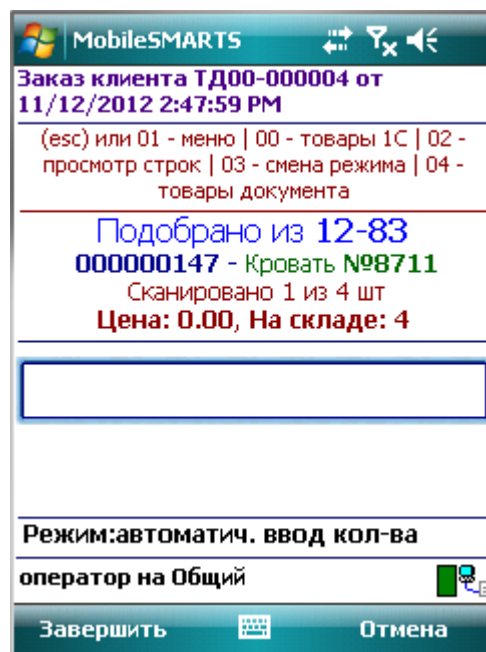 MobileSMARTS
Заказ клиента ТД00-000004 от
11/12/2012 2:47:59 PM
(esc) или 01 - меню | 00 - товары 1С | 02 -
просмотр строк | 03 - смена режима | 04 -
товары документа
Подобрано из 12-83
000000147 - Кровать №8711
Сканировано 1 из 4 шт
Цена: 0.00, На складе: 4
Режим:автоматич. ввод кол-ва
оператор на Общий
Завершить
Отмена